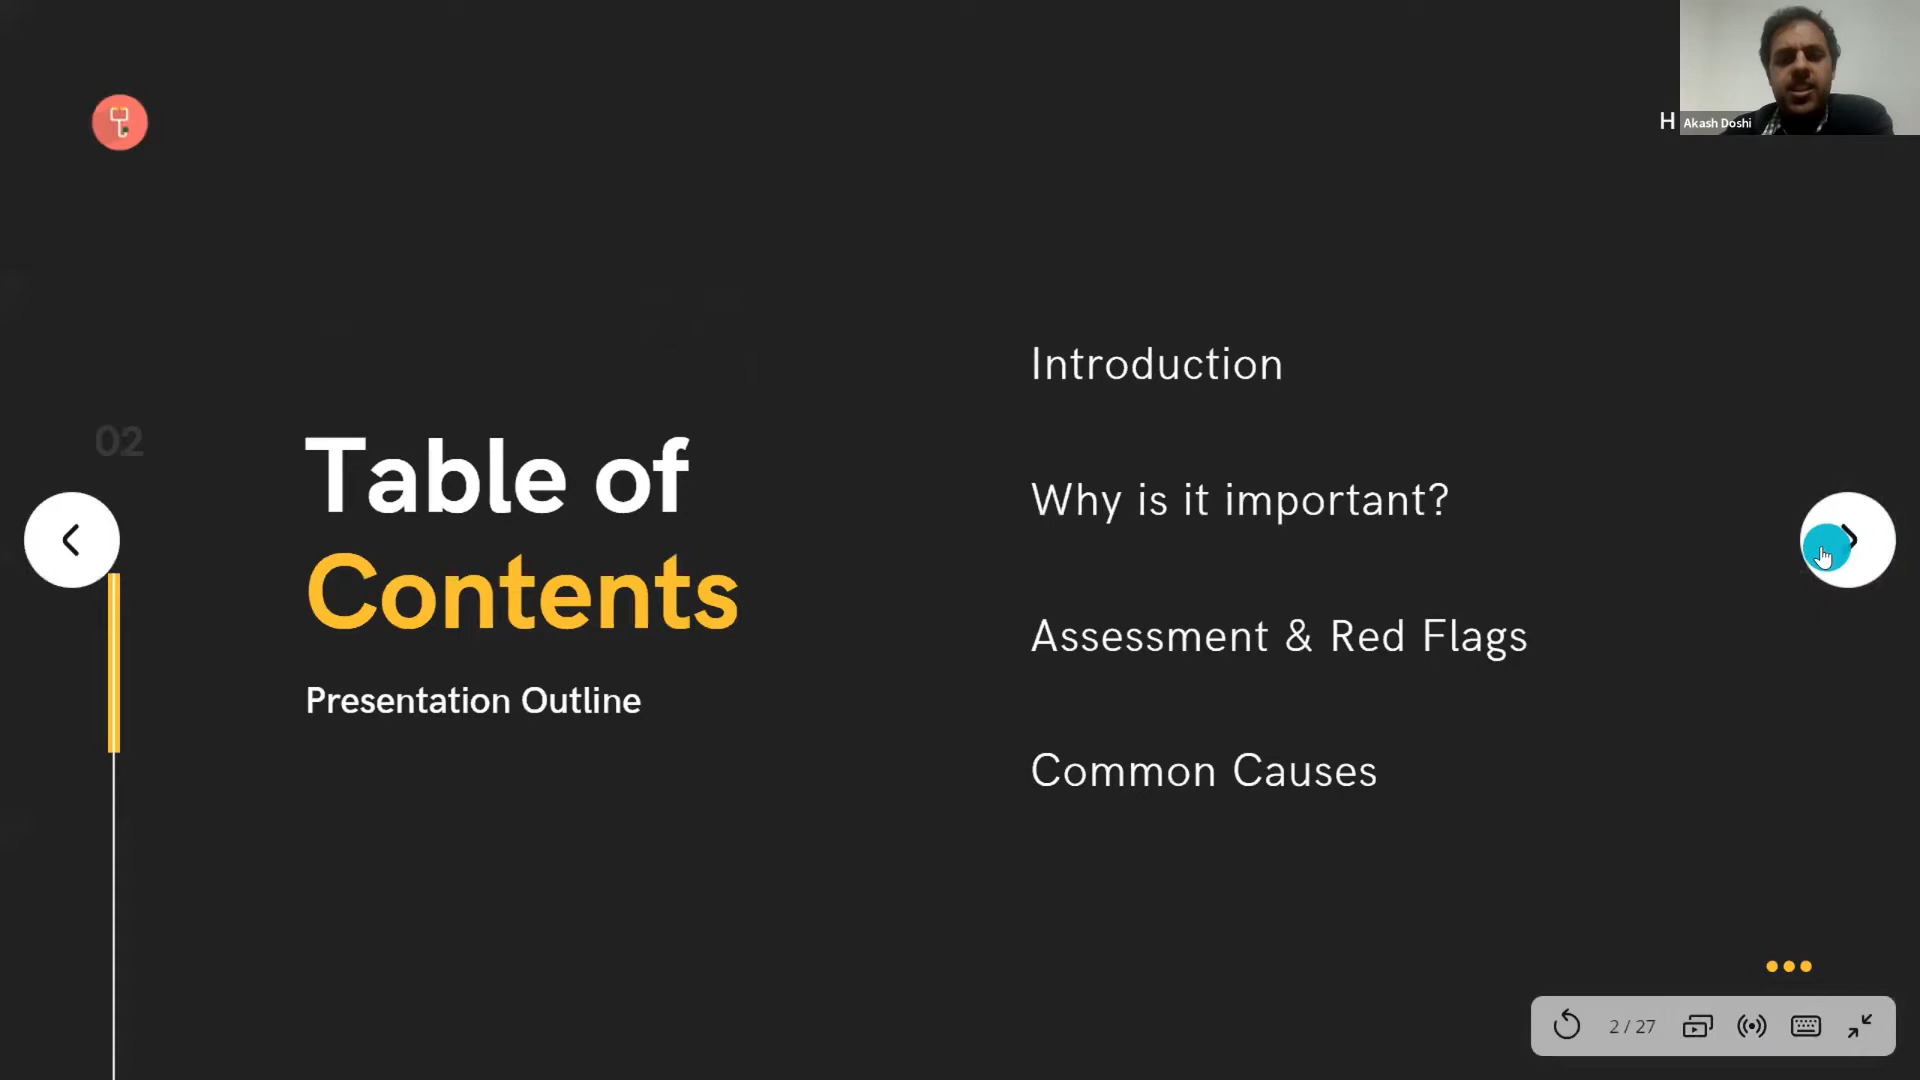 H
Akash Doshi
Introduction
Why is it important?
02
Table of
Contents
Assessment & Red Flags
Presentation Outline
Common Causes
2 / 27